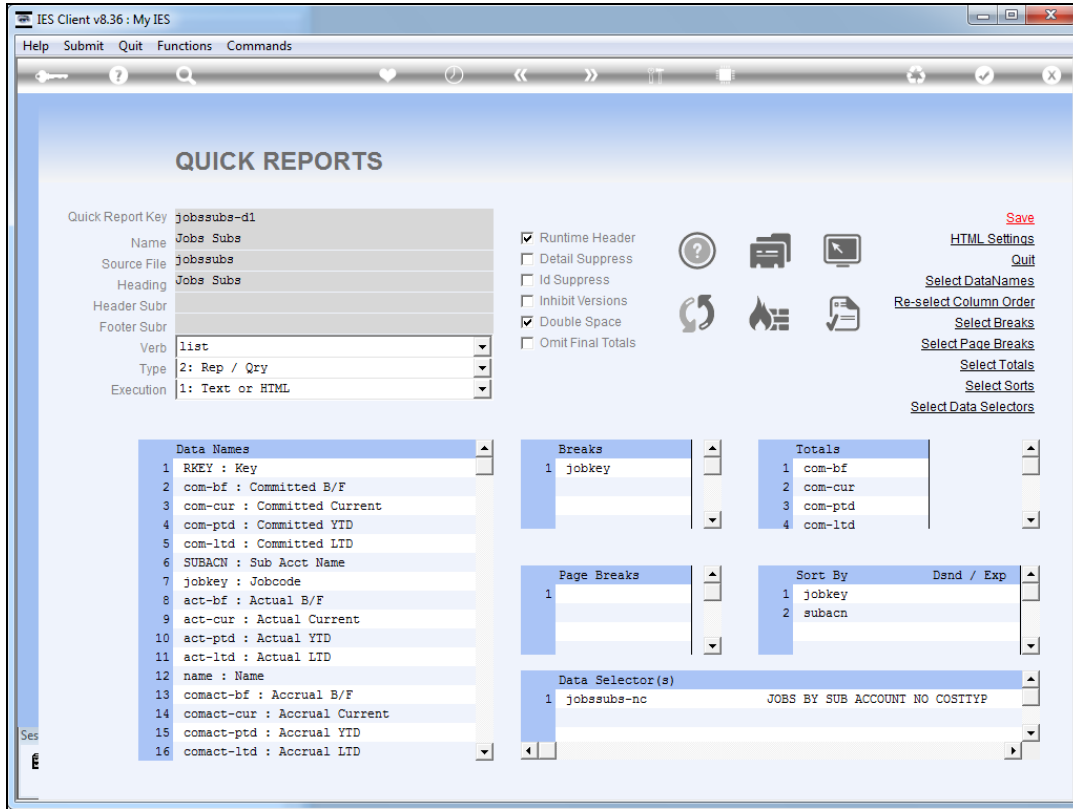 IES Client v8.36 : My IES
Help Submit Quit Functions Commands
QUICK REPORTS
Quick Report Key jobssubs-d1
Name Jobs Subs
Source File jobssubs
Heading Jobs Subs
Header Subr
Footer Subr
Verb list
Type 2: Rep / Qry
Execution 1: Text or HTML
Runtime Header
Detail Suppress
Id Suppress
Inhibit Versions
Double Space
Omit Final Totals
Save
HTML Settings
Quit
Select DataNames
Re-select Column Order
Select Breaks
Select Page Breaks
Select Totals
Select Sorts
Select Data Selectors
Data Names
1 RKEY : Key
2 com-bf : Committed B/F
3 com-cur : Committed Current
4 com-ptd : Committed YTD
5 com-ltd : Committed LTD
6 SUBACN : Sub Acct Name
7 jobkey : Jobcode
8 act-bf : Actual B/F
9 act-cur : Actual Current
10 act-ptd : Actual YTD
11 act-ltd : Actual LTD
12 name : Name
13 comact-bf : Accrual B/F
14 comact-cur : Accrual Current
15 comact-ptd : Accrual YTD
16 comact-ltd : Accrual LTD
Breaks
1 jobkey
Totals
1 com-bf
2 com-cur
3 com-ptd
4 com-ltd
Page Breaks
1
Sort By Dsnd / Exp
1 jobkey
2 subacn
Data Selector(s)
1 jobssubs-nc JOBS BY SUB ACCOUNT NO COSTTYP
Ses